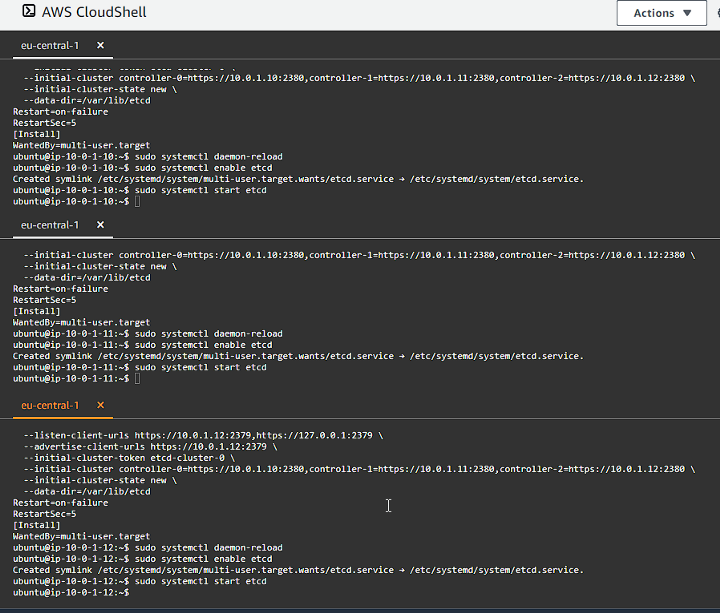 AWS CloudShell
Actions ▼
eu-central-1 ×
--initial-cluster controller-0=https://10.0.1.10:2380,controller-1=https://10.0.1.11:2380,controller-2=https://10.0.1.12:2380 \
--initial-cluster-state new \
--data-dir=/var/lib/etcd
Restart=on-failure
RestartSec=5
[Install]
WantedBy=multi-user.target
ubuntu@ip-10-0-1-10:~$ sudo systemctl daemon-reload
ubuntu@ip-10-0-1-10:~$ sudo systemctl enable etcd
Created symlink /etc/systemd/system/multi-user.target.wants/etcd.service → /etc/systemd/system/etcd.service.
ubuntu@ip-10-0-1-10:~$ sudo systemctl start etcd
ubuntu@ip-10-0-1-10:~$
eu-central-1 ×
--initial-cluster controller-0=https://10.0.1.10:2380,controller-1=https://10.0.1.11:2380,controller-2=https://10.0.1.12:2380 \
--initial-cluster-state new \
--data-dir=/var/lib/etcd
Restart=on-failure
RestartSec=5
[Install]
WantedBy=multi-user.target
ubuntu@ip-10-0-1-11:~$ sudo systemctl daemon-reload
ubuntu@ip-10-0-1-11:~$ sudo systemctl enable etcd
Created symlink /etc/systemd/system/multi-user.target.wants/etcd.service → /etc/systemd/system/etcd.service.
ubuntu@ip-10-0-1-11:~$ sudo systemctl start etcd
ubuntu@ip-10-0-1-11:~$
eu-central-1 ×
--listen-client-urls https://10.0.1.12:2379,https://127.0.0.1:2379 \
--advertise-client-urls https://10.0.1.12:2379 \
--initial-cluster-token etcd-cluster-0 \
--initial-cluster controller-0=https://10.0.1.10:2380,controller-1=https://10.0.1.11:2380,controller-2=https://10.0.1.12:2380 \
--initial-cluster-state new \
--data-dir=/var/lib/etcd
Restart=on-failure
RestartSec=5
[Install]
WantedBy=multi-user.target
ubuntu@ip-10-0-1-12:~$ sudo systemctl daemon-reload
ubuntu@ip-10-0-1-12:~$ sudo systemctl enable etcd
Created symlink /etc/systemd/system/multi-user.target.wants/etcd.service → /etc/systemd/system/etcd.service.
ubuntu@ip-10-0-1-12:~$ sudo systemctl start etcd
ubuntu@ip-10-0-1-12:~$